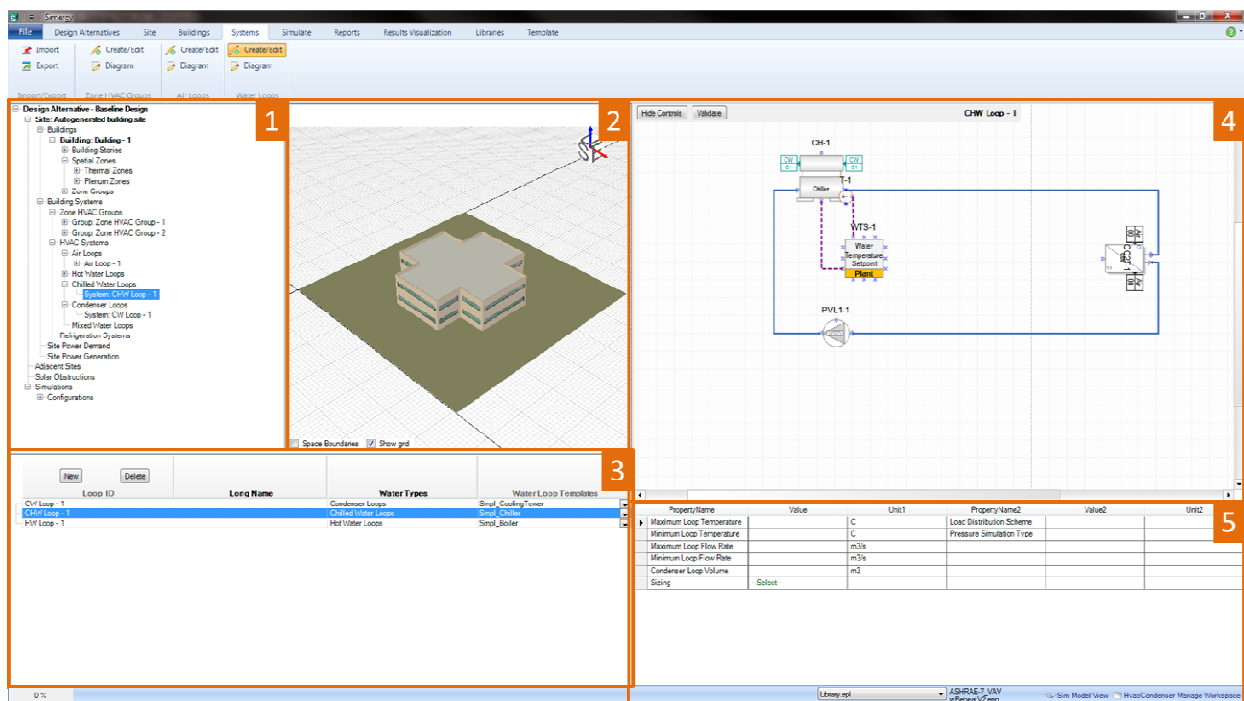 Simergy
File Design Alternatives Site Buildings Systems Simulate Reports Results Visualization Libraries Template
Import Create/Edit Create/Edit Create/Edit
Export Diagram Diagram Diagram
Import/Export Zone HVAC Groups Air Loops Water Loops
1
Design Alternative - Baseline Design
Site: Autogenerated building site
Buildings
Building: Building - 1
Building Stories
Spatial Zones
Thermal Zones
Plenum Zones
Zone Groups
Building Systems
Zone HVAC Groups
Group: Zone HVAC Group - 1
Group: Zone HVAC Group - 2
HVAC Systems
Air Loops
Air Loop - 1
Hot Water Loops
Chilled Water Loops
System: CHW Loop - 1
Condenser Loops
System: CW Loop - 1
Mixed Water Loops
Refrigeration Systems
Site Power Demand
Site Power Generation
Adjacent Sites
Solar Obstructions
Simulations
Configurations
2
Space Boundaries Show grid
3
New Delete
Loop ID Long Name Water Types Water Loop Templates
CW Loop - 1 Condenser Loops Simpl_CoolingTower
CHW Loop - 1 Chilled Water Loops Simpl_Chiller
HW Loop - 1 Hot Water Loops Simpl_Boiler
4
Hide Controls Validate CHW Loop - 1
CH-1
CW CW
Chiller
T-1
WTS-1
Water
Temperature
Setpoint
Plant
5
PropertyName Value Unit1 PropertyName2 Value2 Unit2
Maximum Loop Temperature C Load Distribution Scheme
Minimum Loop Temperature C Pressure Simulation Type
Maximum Loop Flow Rate m3/s
Minimum Loop Flow Rate m3/s
Condenser Loop Volume m3
Sizing Select
0 %
Library.epl
ASHRAE-7_VAV
Sim Model View HvacCondenser Manage Workspace